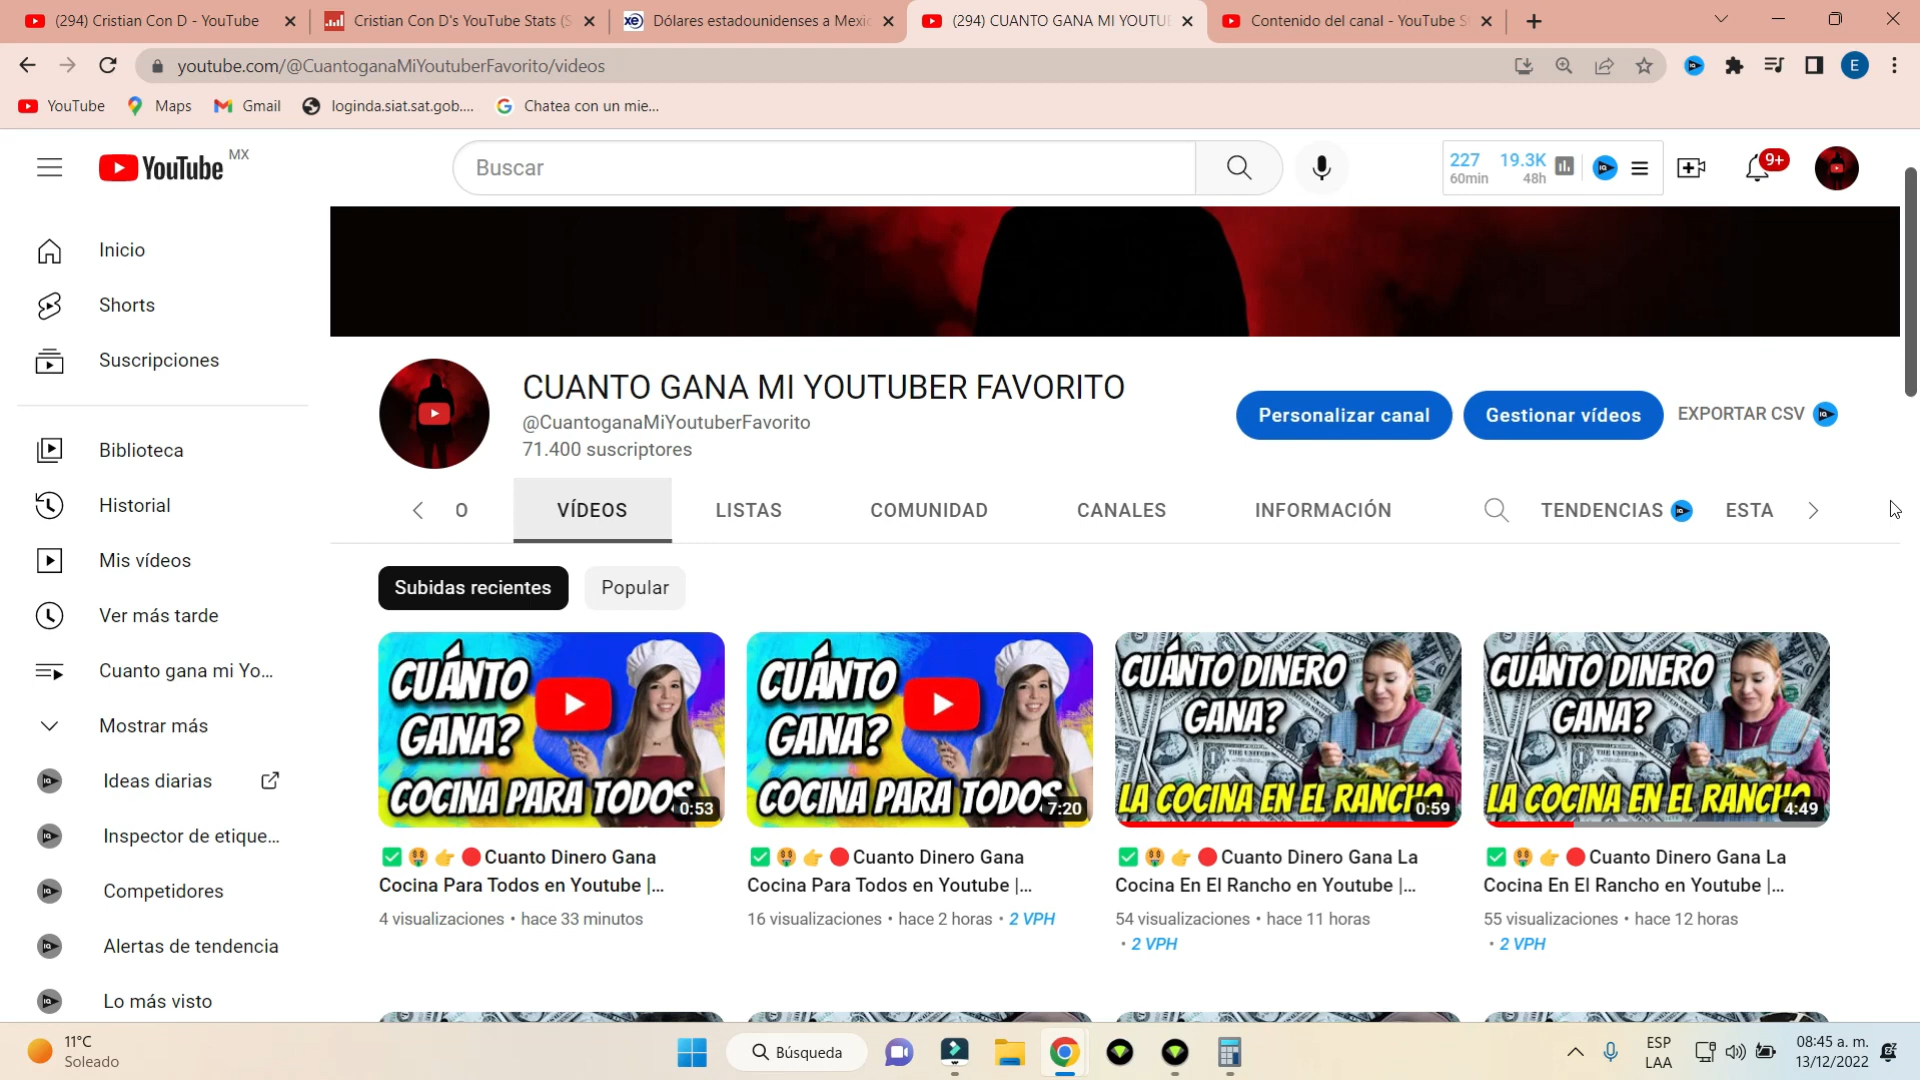 (294) Cristian Con D - YouTube
Cristian Con D's YouTube Stats (S
Dólares estadounidenses a Mexic
(294) CUANTO GANA MI YOUTU
Contenido del canal - YouTube S
youtube.com/@CuantoganaMiYoutuberFavorito/videos
E
YouTube
Maps
Gmail
loginda.siat.sat.gob....
Chatea con un mie...
YouTube MX
Buscar
227 19.3K
60min 48h
9+
Inicio
Shorts
Suscripciones
Biblioteca
Historial
Mis vídeos
Ver más tarde
Cuanto gana mi Yo...
Mostrar más
Ideas diarias
Inspector de etique...
Competidores
Alertas de tendencia
Lo más visto
CUANTO GANA MI YOUTUBER FAVORITO
@CuantoganaMiYoutuberFavorito
71.400 suscriptores
Personalizar canal
Gestionar vídeos
EXPORTAR CSV
O
VÍDEOS
LISTAS
COMUNIDAD
CANALES
INFORMACIÓN
TENDENCIAS
ESTA
Subidas recientes
Popular
CUÁNTO
GANA?
COCINA PARA TODOS
0:53
✅🤑👉🔴Cuanto Dinero Gana
Cocina Para Todos en Youtube |...
4 visualizaciones • hace 33 minutos
CUÁNTO
GANA?
COCINA PARA TODOS
7:20
✅🤑👉🔴Cuanto Dinero Gana
Cocina Para Todos en Youtube |...
16 visualizaciones • hace 2 horas • 2 VPH
CUÁNTO DINERO
GANA?
LA COCINA EN EL RANCHO
0:59
✅🤑👉🔴Cuanto Dinero Gana La
Cocina En El Rancho en Youtube |...
54 visualizaciones • hace 11 horas
• 2 VPH
CUÁNTO DINERO
GANA?
LA COCINA EN EL RANCHO
4:49
✅🤑👉🔴Cuanto Dinero Gana La
Cocina En El Rancho en Youtube |...
55 visualizaciones • hace 12 horas
• 2 VPH
11°C
Soleado
Búsqueda
ESP
LAA
08:45 a. m.
13/12/2022